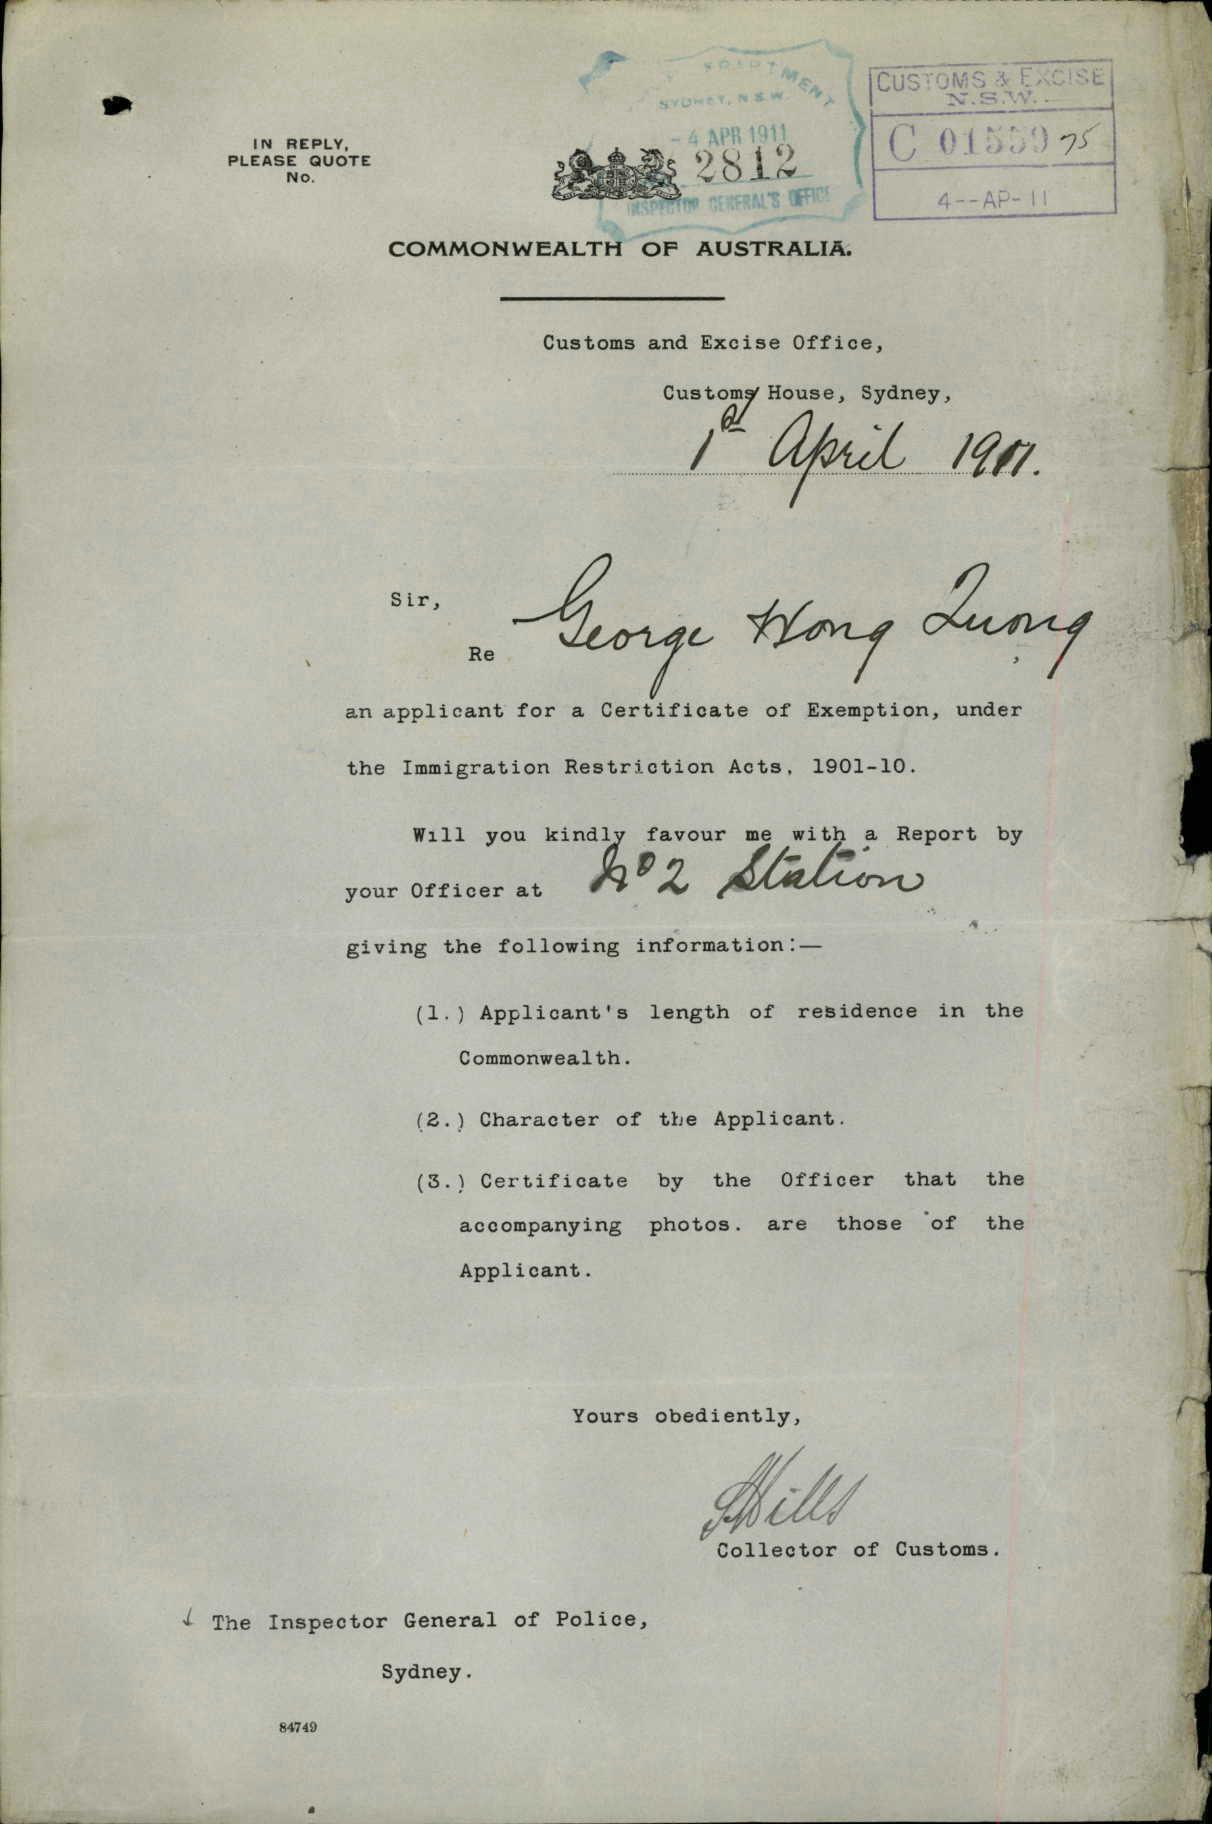 DEPARTMENT
SYDNEY, N.S.W.
- 4 APR 1911
2812
INSPECTOR GENERAL'S OFFICE
CUSTOMS & EXCISE
N.S.W.
C 01559 75
4--AP-11
IN REPLY,
PLEASE QUOTE
No.
COMMONWEALTH OF AUSTRALIA.
Customs and Excise Office,
Customs House, Sydney,
1st April 1911.
Sir,
Re George Hong Quong
an applicant for a Certificate of Exemption, under
the Immigration Restriction Acts, 1901-10.
Will you kindly favour me with a Report by
your Officer at No 2 Station
giving the following information:—
(1.) Applicant's length of residence in the
Commonwealth.
(2.) Character of the Applicant.
(3.) Certificate by the Officer that the
accompanying photos. are those of the
Applicant.
Yours obediently,
Mills
Collector of Customs.
The Inspector General of Police,
Sydney.
84749